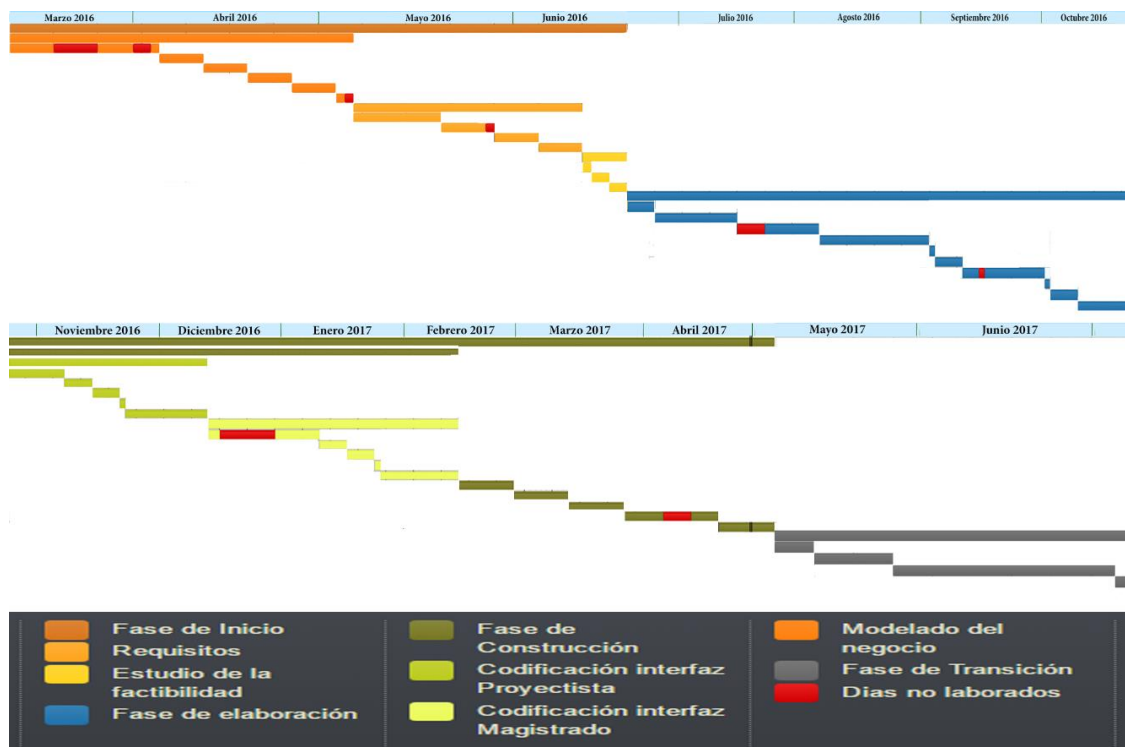 Marzo 2016 Abril 2016 Mayo 2016 Junio 2016 Julio 2016 Agosto 2016 Septiembre 2016 Octubre 2016
Noviembre 2016 Diciembre 2016 Enero 2017 Febrero 2017 Marzo 2017 Abril 2017 Mayo 2017 Junio 2017
Fase de Inicio
Requisitos
Estudio de la
factibilidad
Fase de elaboración
Fase de
Construcción
Codificación interfaz
Proyectista
Codificación interfaz
Magistrado
Modelado del
negocio
Fase de Transición
Dias no laborados